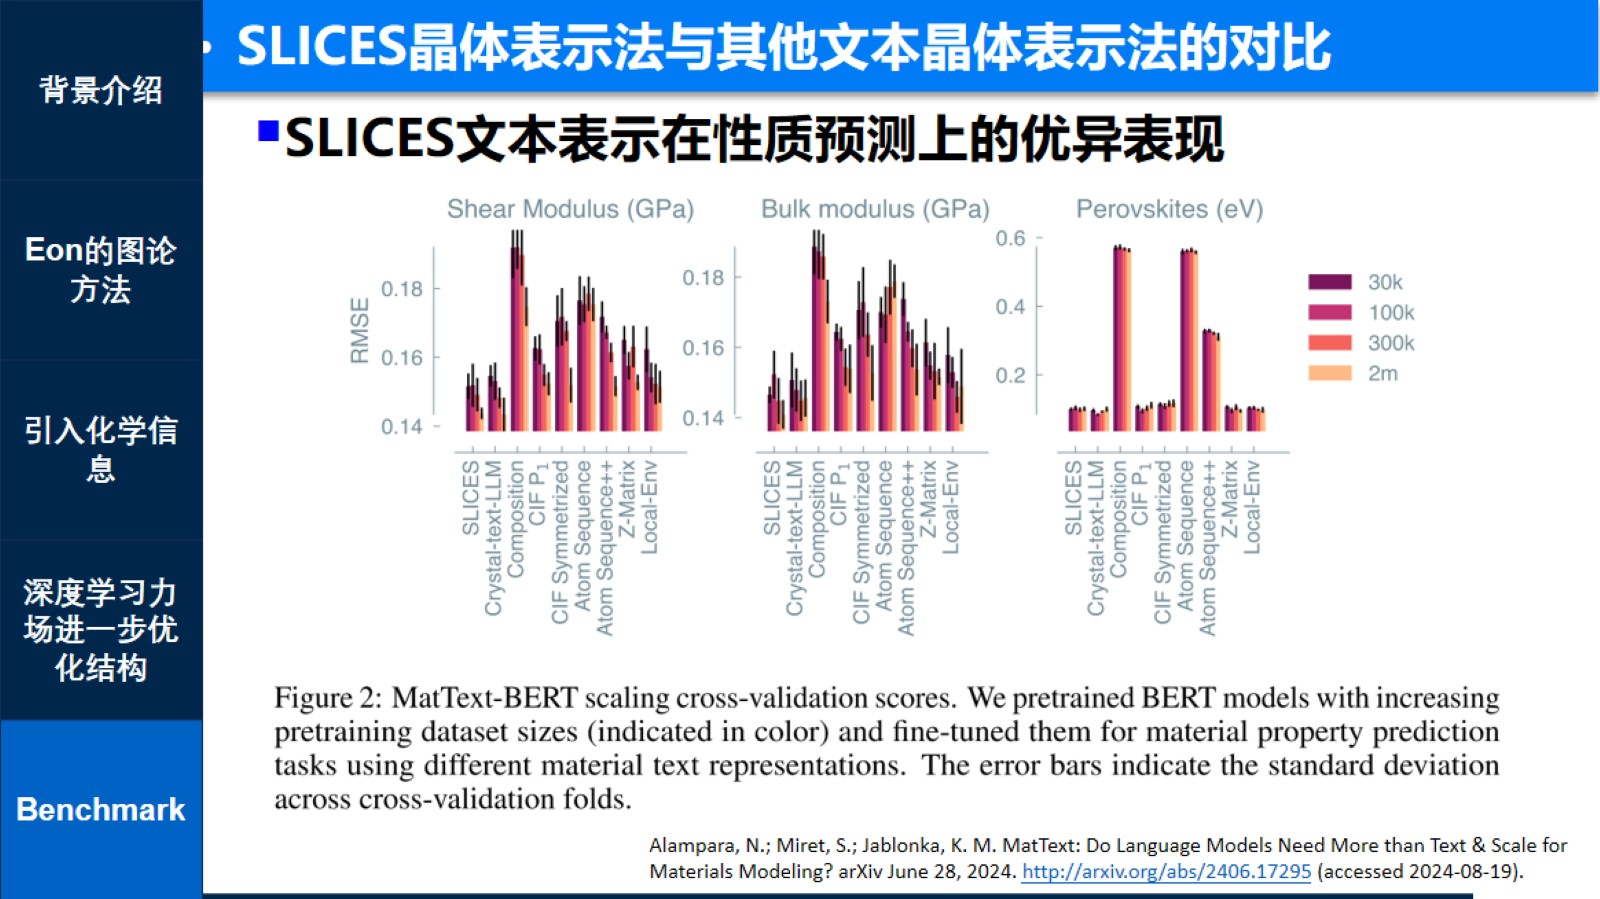 • SLICES晶体表示法与其他文本晶体表示法的对比
背景介绍
Eon的图论
方法
引入化学信
息
深度学习力
场进一步优
化结构
Benchmark
SLICES文本表示在性质预测上的优异表现
Shear Modulus (GPa)
RMSE
0.18
0.16
0.14
SLICES
Crystal-text-LLM
Composition
CIF P1
CIF Symmetrized
Atom Sequence
Atom Sequence++
Z-Matrix
Local-Env
Bulk modulus (GPa)
0.18
0.16
0.14
SLICES
Crystal-text-LLM
Composition
CIF P1
CIF Symmetrized
Atom Sequence
Atom Sequence++
Z-Matrix
Local-Env
Perovskites (eV)
0.6
0.4
0.2
SLICES
Crystal-text-LLM
Composition
CIF P1
CIF Symmetrized
Atom Sequence
Atom Sequence++
Z-Matrix
Local-Env
30k
100k
300k
2m
Figure 2: MatText-BERT scaling cross-validation scores. We pretrained BERT models with increasing
pretraining dataset sizes (indicated in color) and fine-tuned them for material property prediction
tasks using different material text representations. The error bars indicate the standard deviation
across cross-validation folds.
Alampara, N.; Miret, S.; Jablonka, K. M. MatText: Do Language Models Need More than Text & Scale for
Materials Modeling? arXiv June 28, 2024. http://arxiv.org/abs/2406.17295 (accessed 2024-08-19).